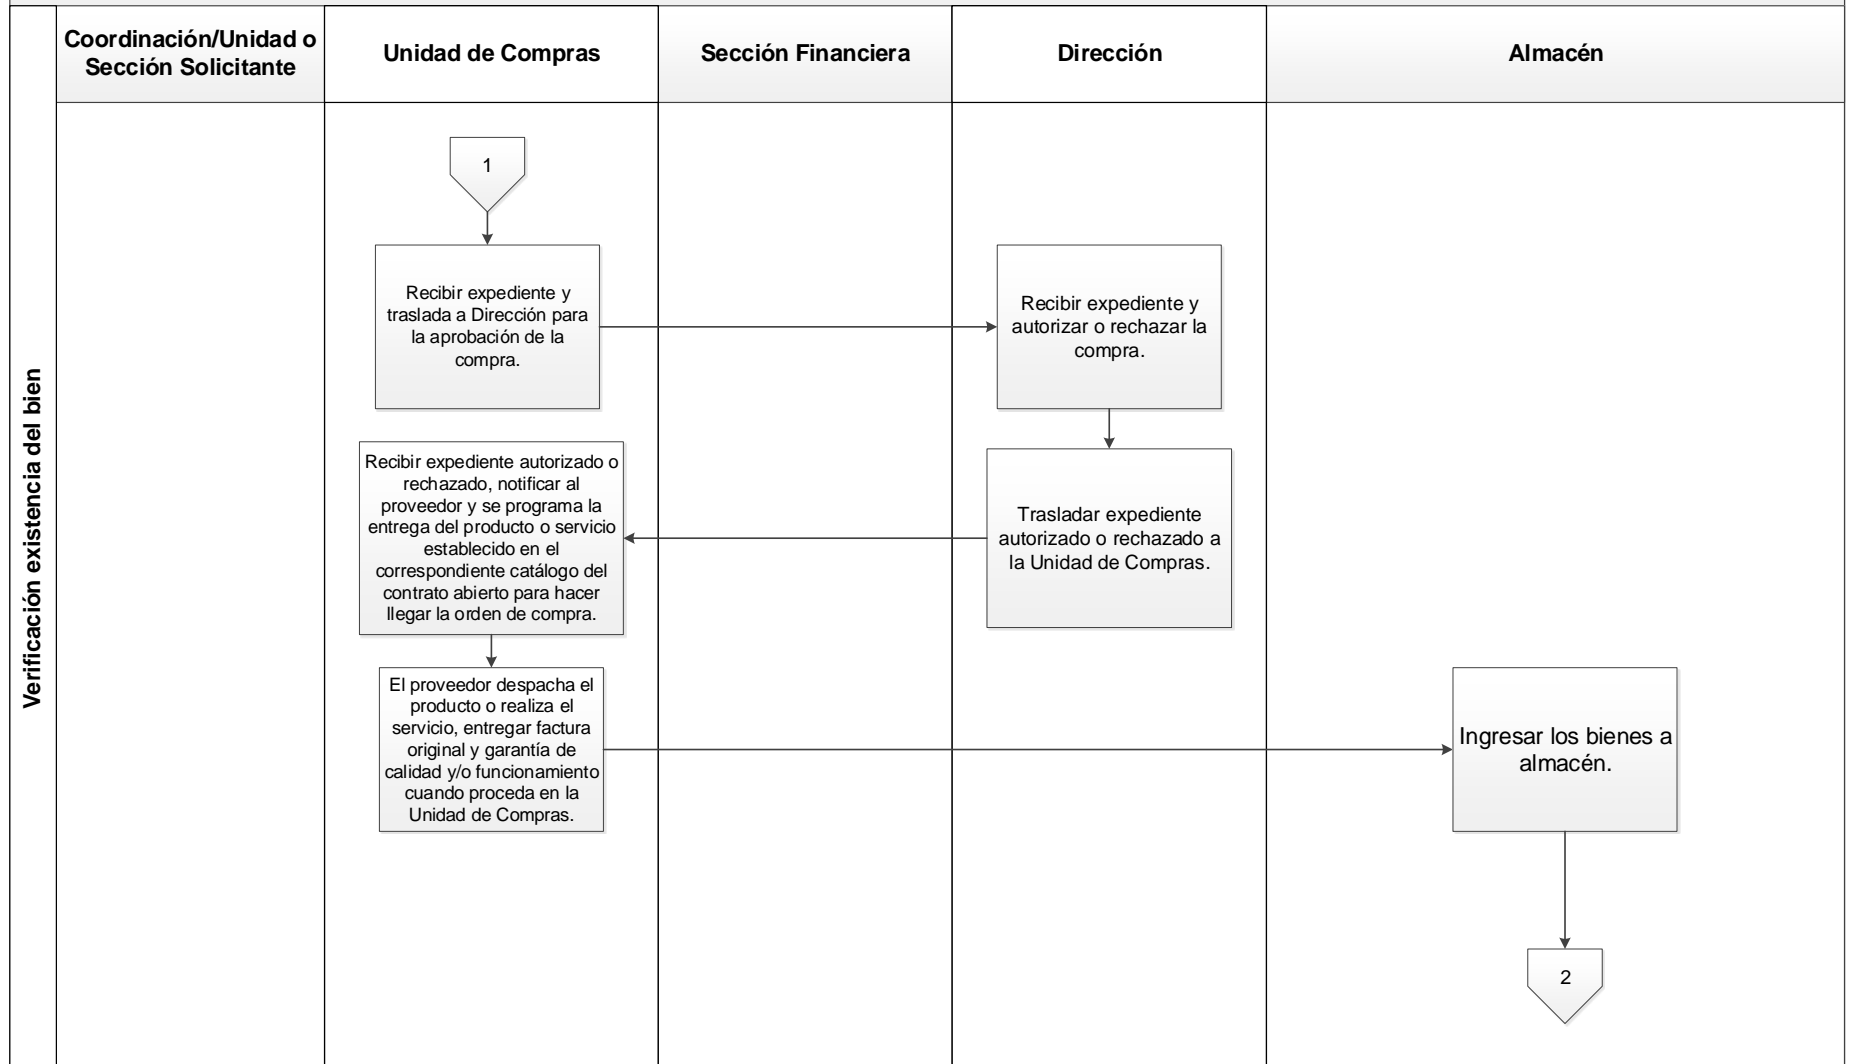 Coordinación/Unidad o
Sección Solicitante
Unidad de Compras
Sección Financiera
Dirección
Almacén
Verificación existencia del bien
1
Recibir expediente y
traslada a Dirección para
la aprobación de la
compra.
Recibir expediente y
autorizar o rechazar la
compra.
Trasladar expediente
autorizado o rechazado a
la Unidad de Compras.
Recibir expediente autorizado o
rechazado, notificar al
proveedor y se programa la
entrega del producto o servicio
establecido en el
correspondiente catálogo del
contrato abierto para hacer
llegar la orden de compra.
El proveedor despacha el
producto o realiza el
servicio, entregar factura
original y garantía de
calidad y/o funcionamiento
cuando proceda en la
Unidad de Compras.
Ingresar los bienes a
almacén.
2